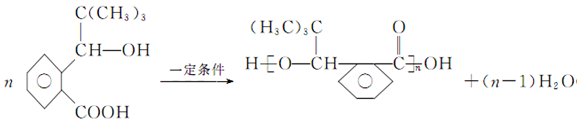 C(CH₃)₃
CH—OH
n
COOH
一定条件
(H₃C)₃C O
H[O—CH C]ₙOH
+(n−1)H₂O